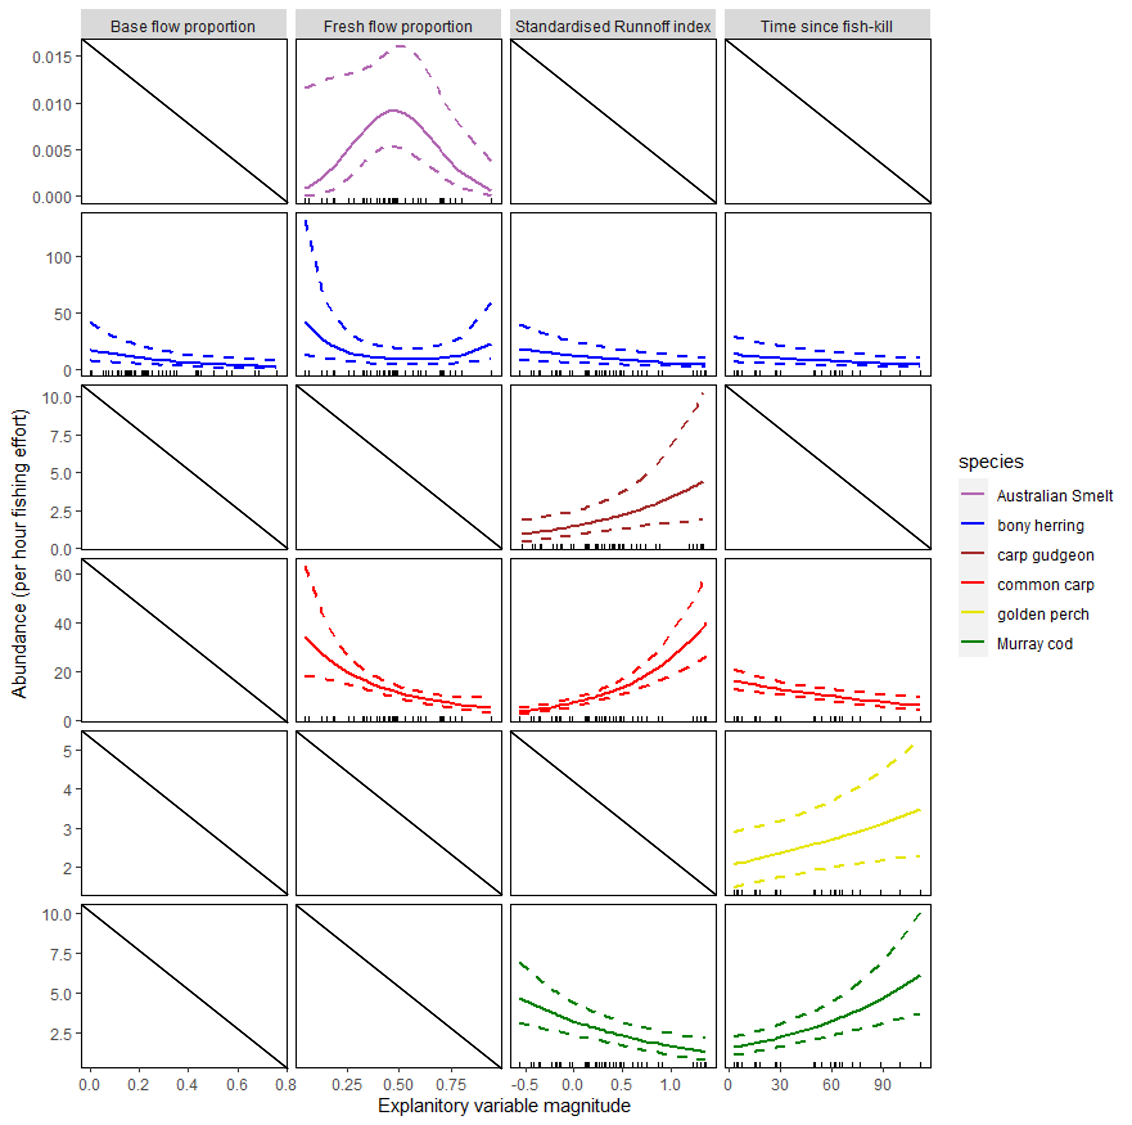 Base flow proportion
Fresh flow proportion
Standardised Runnoff index
Time since fish-kill
0.015
0.010
0.005
0.000
100
50
0
10.0
7.5
5.0
2.5
0.0
60
40
20
0
5
4
3
2
10.0
7.5
5.0
2.5
Abundance (per hour fishing effort)
0.0 0.2 0.4 0.6 0.8
0.25 0.50 0.75
-0.5 0.0 0.5 1.0
0 30 60 90
Explanitory variable magnitude
species
Australian Smelt
bony herring
carp gudgeon
common carp
golden perch
Murray cod